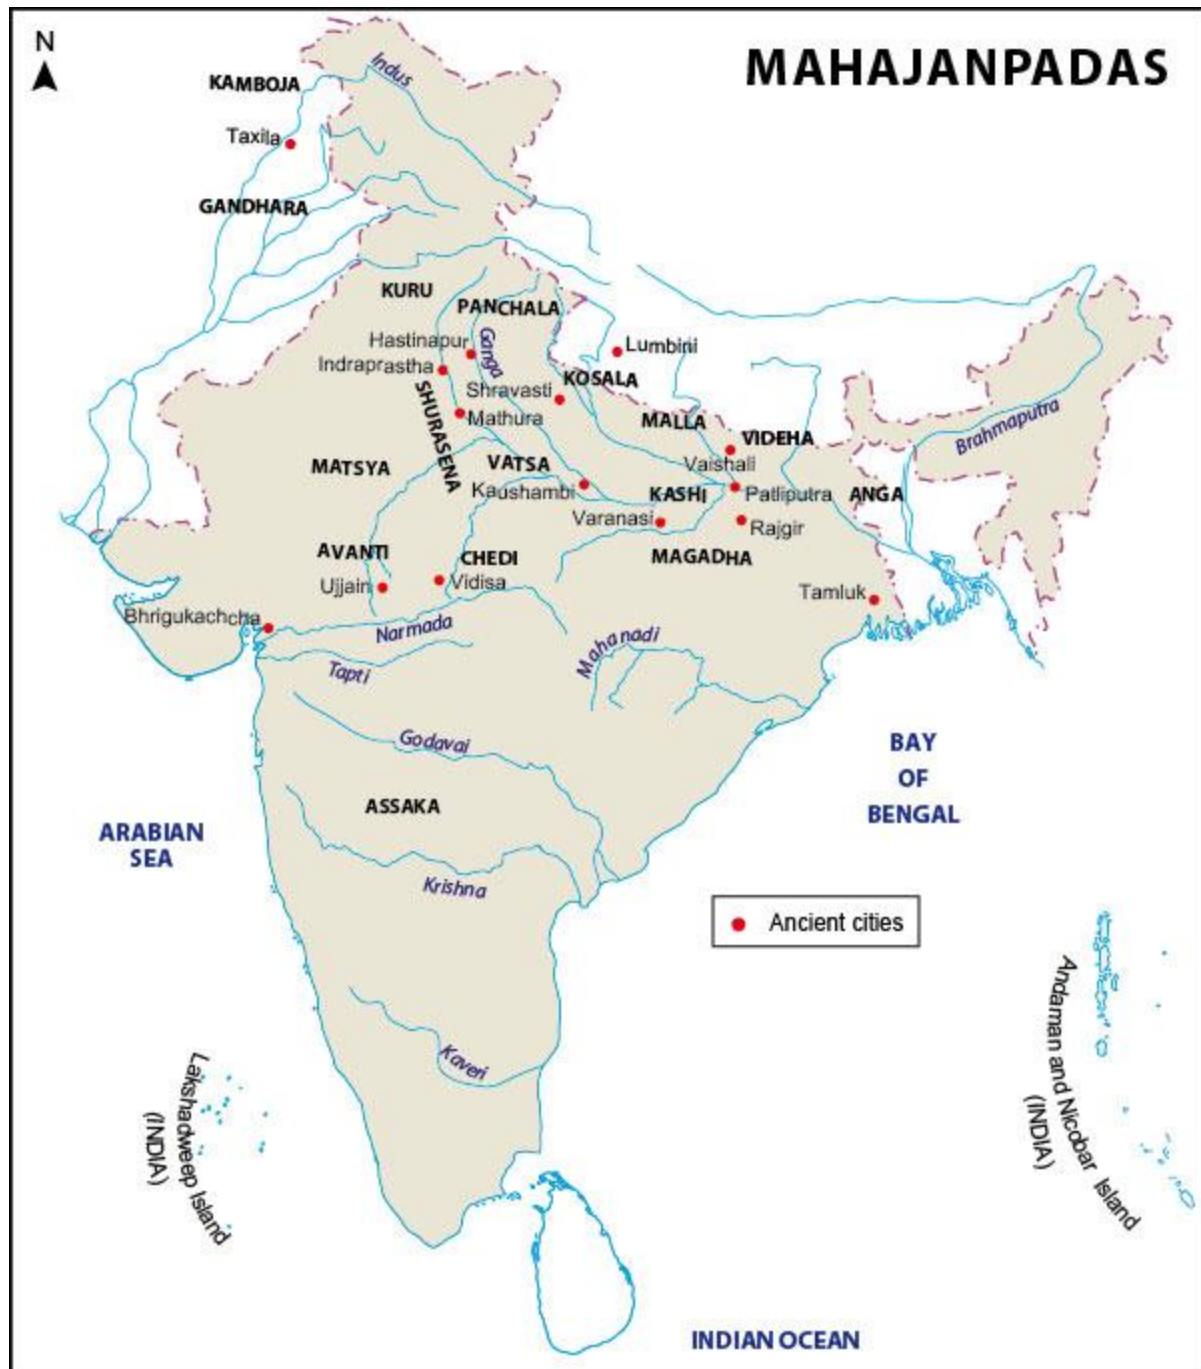 N
MAHAJANPADAS
KAMBOJA
Indus
Taxila
GANDHARA
KURU
PANCHALA
Hastinapur
Ganga
Lumbini
Indraprastha
KOSALA
Shravasti
SHURASENA
Mathura
MALLA
VIDEHA
Brahmaputra
MATSYA
VATSA
Vaishali
Kaushambi
KASHI
Patliputra
ANGA
Varanasi
Rajgir
AVANTI
CHEDI
MAGADHA
Ujjain
Vidisa
Tamluk
Bhrigukachcha
Narmada
Mahanadi
Tapti
Godavai
BAY
OF
BENGAL
ASSAKA
ARABIAN
SEA
Krishna
Ancient cities
Kaveri
Lakshadweep Island
(INDIA)
Andaman and Nicobar Island
(INDIA)
INDIAN OCEAN